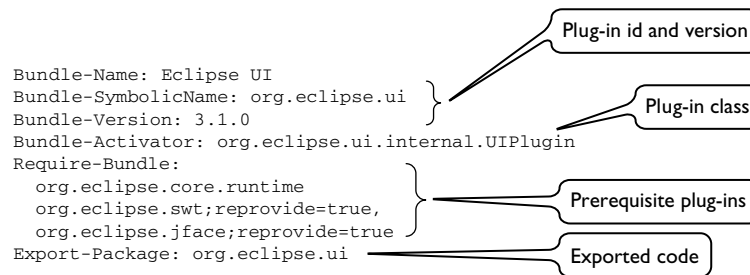 Plug-in id and version
Bundle-Name: Eclipse UI
Bundle-SymbolicName: org.eclipse.ui
Bundle-Version: 3.1.0
Plug-in class
Bundle-Activator: org.eclipse.ui.internal.UIPlugin
Require-Bundle:
org.eclipse.core.runtime
org.eclipse.swt;reprovide=true,
org.eclipse.jface;reprovide=true
Prerequisite plug-ins
Export-Package: org.eclipse.ui
Exported code